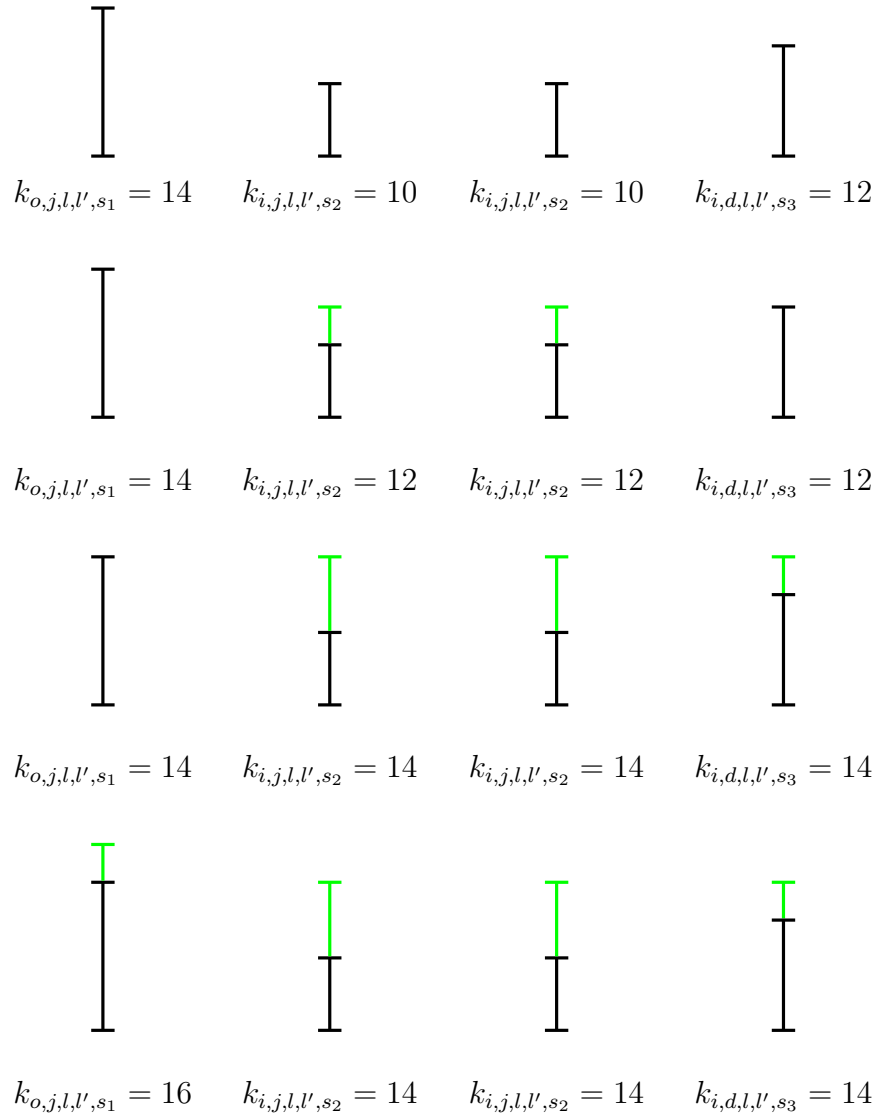 k_{o,j,l,l',s_1} = 14 k_{i,j,l,l',s_2} = 10 k_{i,j,l,l',s_2} = 10 k_{i,d,l,l',s_3} = 12
k_{o,j,l,l',s_1} = 14 k_{i,j,l,l',s_2} = 12 k_{i,j,l,l',s_2} = 12 k_{i,d,l,l',s_3} = 12
k_{o,j,l,l',s_1} = 14 k_{i,j,l,l',s_2} = 14 k_{i,j,l,l',s_2} = 14 k_{i,d,l,l',s_3} = 14
k_{o,j,l,l',s_1} = 16 k_{i,j,l,l',s_2} = 14 k_{i,j,l,l',s_2} = 14 k_{i,d,l,l',s_3} = 14